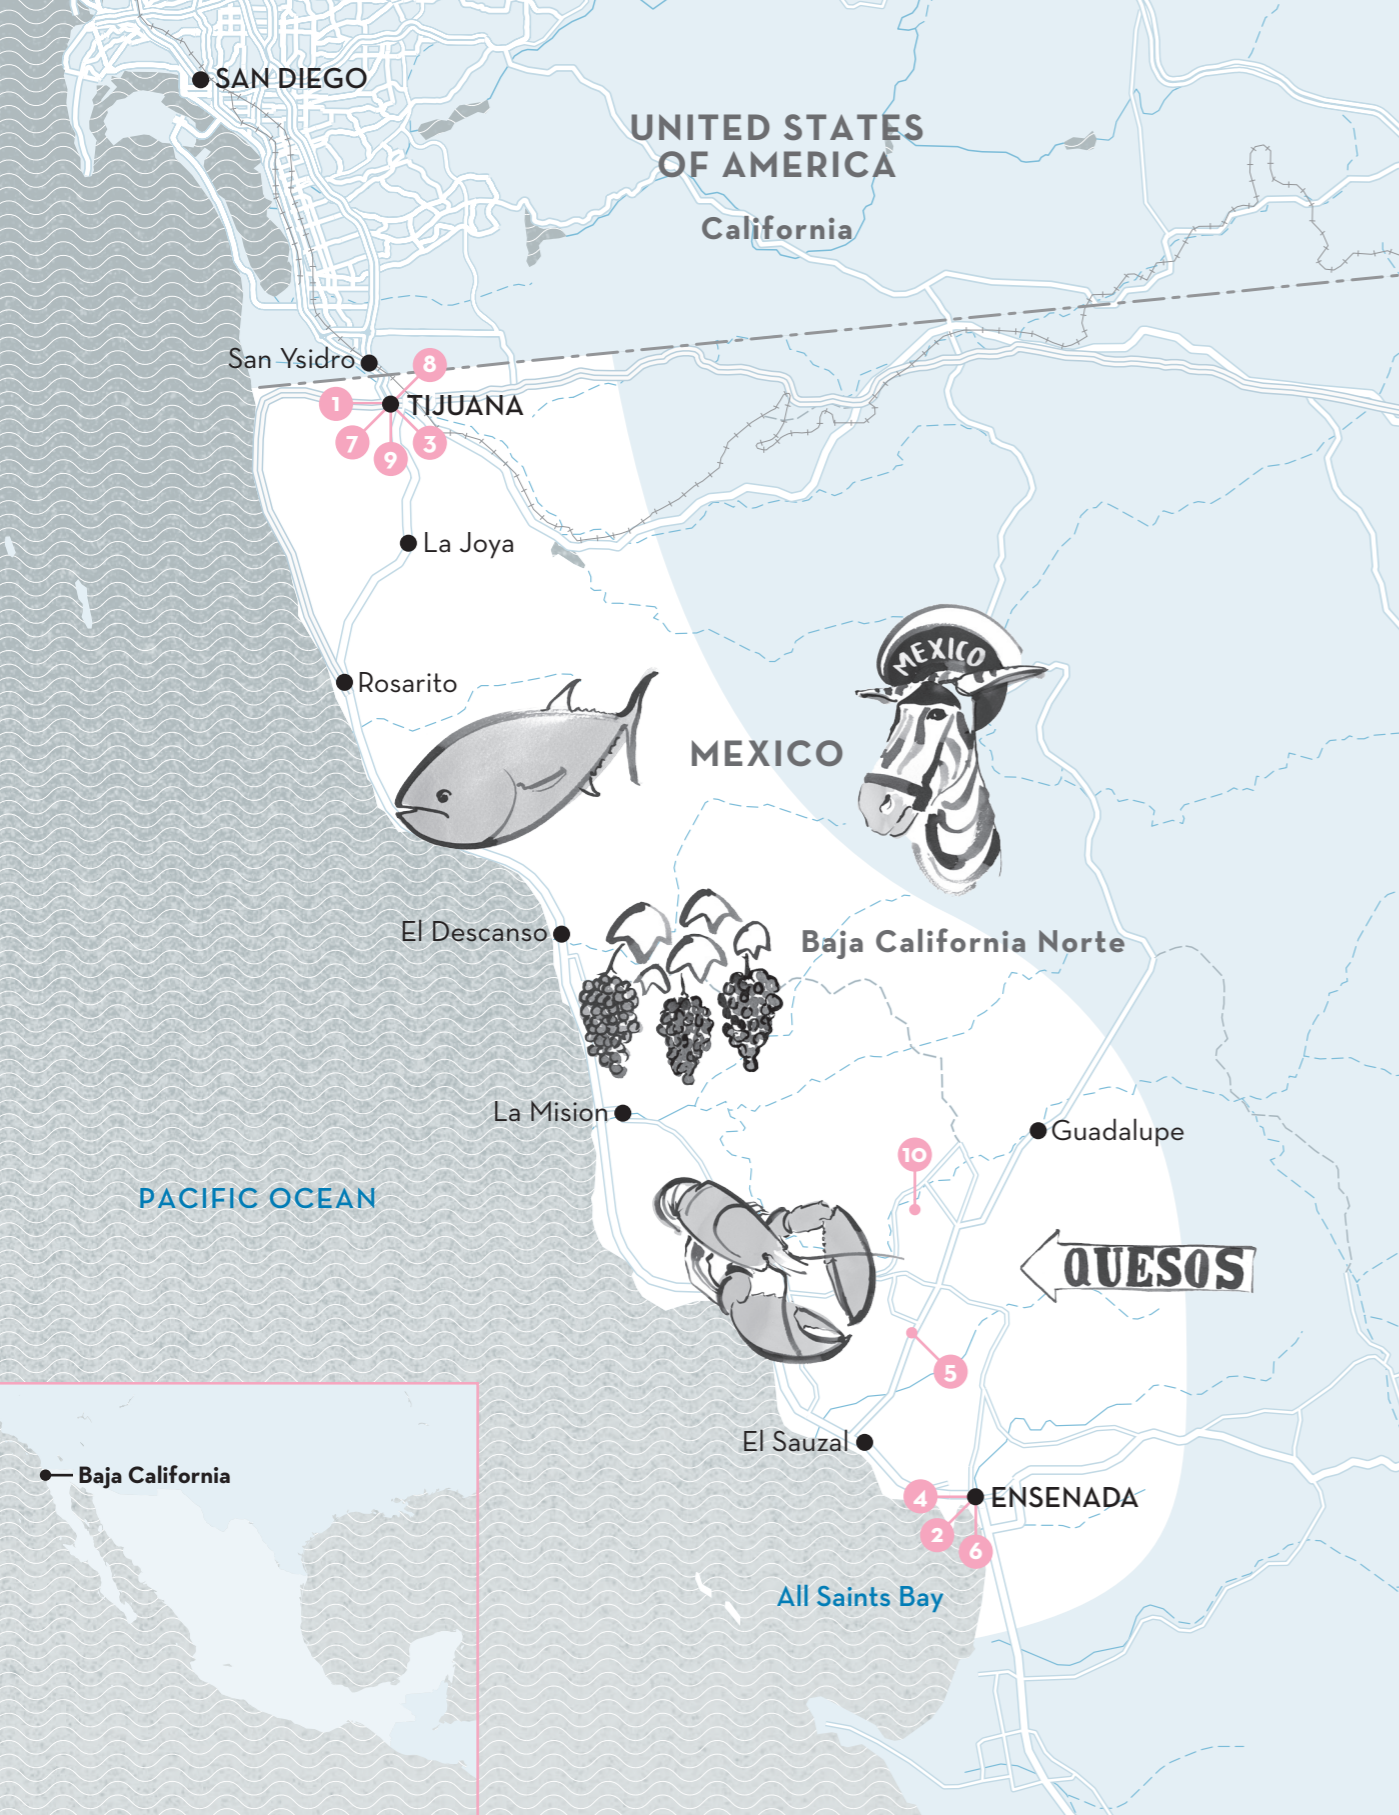 SAN DIEGO
UNITED STATES
OF AMERICA
California
San Ysidro
8
1
TIJUANA
7
9
3
La Joya
MEXICO
Rosarito
MEXICO
El Descanso
Baja California Norte
La Mision
Guadalupe
10
PACIFIC OCEAN
QUESOS
5
El Sauzal
Baja California
4
ENSENADA
2
6
All Saints Bay